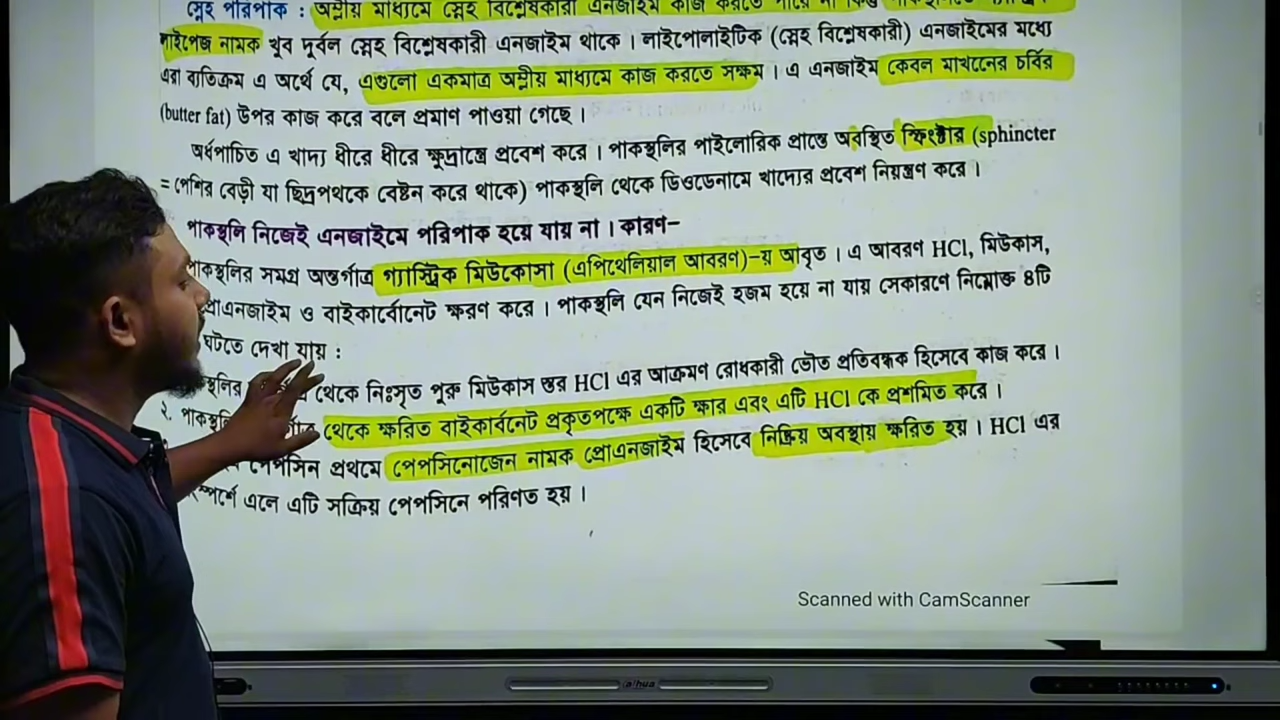 স্নেহ পরিপাক : অম্লীয় মাধ্যমে স্নেহ বিশ্লেষকারী এনজাইম কাজ করতে পারে না কিন্তু
লাইপেজ নামক খুব দুর্বল স্নেহ বিশ্লেষকারী এনজাইম থাকে । লাইপোলাইটিক (স্নেহ বিশ্লেষকারী) এনজাইমের মধ্যে
এরা ব্যতিক্রম এ অর্থে যে, এগুলো একমাত্র অম্লীয় মাধ্যমে কাজ করতে সক্ষম । এ এনজাইম কেবল মাখনের চর্বির
(butter fat) উপর কাজ করে বলে প্রমাণ পাওয়া গেছে ।
অর্ধপাচিত এ খাদ্য ধীরে ধীরে ক্ষুদ্রান্ত্রে প্রবেশ করে । পাকস্থলির পাইলোরিক প্রান্তে অবস্থিত স্ফিংক্টার (sphincter
= পেশির বেড়ী যা ছিদ্রপথকে বেষ্টন করে থাকে) পাকস্থলি থেকে ডিওডেনামে খাদ্যের প্রবেশ নিয়ন্ত্রণ করে ।
পাকস্থলি নিজেই এনজাইমে পরিপাক হয়ে যায় না । কারণ–
পাকস্থলির সমগ্র অন্তর্গাত্র গ্যাস্ট্রিক মিউকোসা (এপিথেলিয়াল আবরণ)-য় আবৃত । এ আবরণ HCl, মিউকাস,
প্রোএনজাইম ও বাইকার্বোনেট ক্ষরণ করে । পাকস্থলি যেন নিজেই হজম হয়ে না যায় সেকারণে নিম্নোক্ত ৪টি
ঘটতে দেখা যায় :
থেকে নিঃসৃত পুরু মিউকাস স্তর HCl এর আক্রমণ রোধকারী ভৌত প্রতিবন্ধক হিসেবে কাজ করে ।
২. থেকে ক্ষরিত বাইকার্বনেট প্রকৃতপক্ষে একটি ক্ষার এবং এটি HCl কে প্রশমিত করে ।
পেপসিন প্রথমে পেপসিনোজেন নামক প্রোএনজাইম হিসেবে নিষ্ক্রিয় অবস্থায় ক্ষরিত হয় । HCl এর
এলে এটি সক্রিয় পেপসিনে পরিণত হয় ।
Scanned with CamScanner
alhua